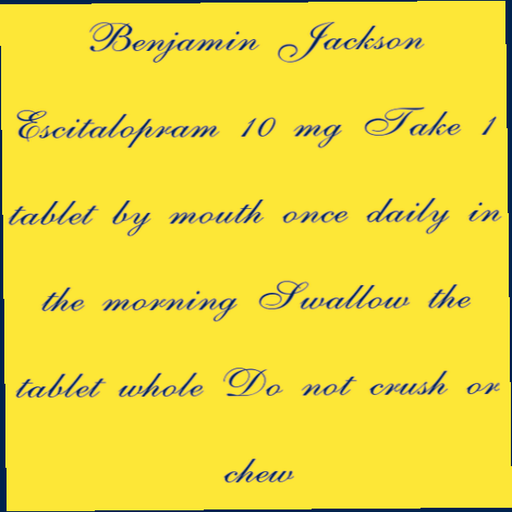 Benjamin Jackson
Escitalopram 10 mg Take 1
tablet by mouth once daily in
the morning Swallow the
tablet whole Do not crush or
chew